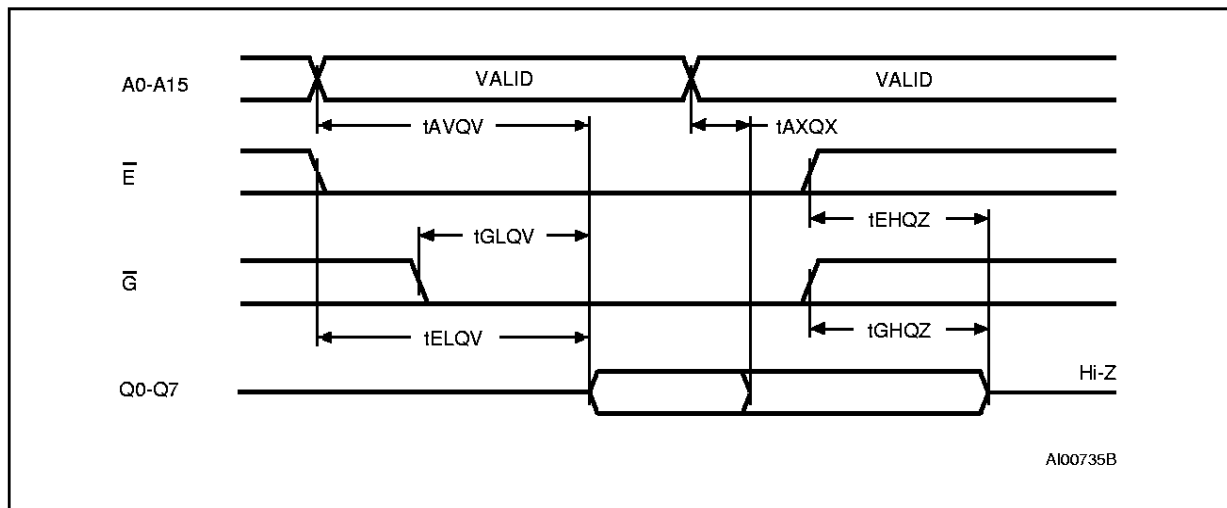 A0-A15
VALID
VALID
tAVQV
tAXQX
E̅
tEHQZ
tGLQV
G̅
tGHQZ
tELQV
Q0-Q7
Hi-Z
AI00735B